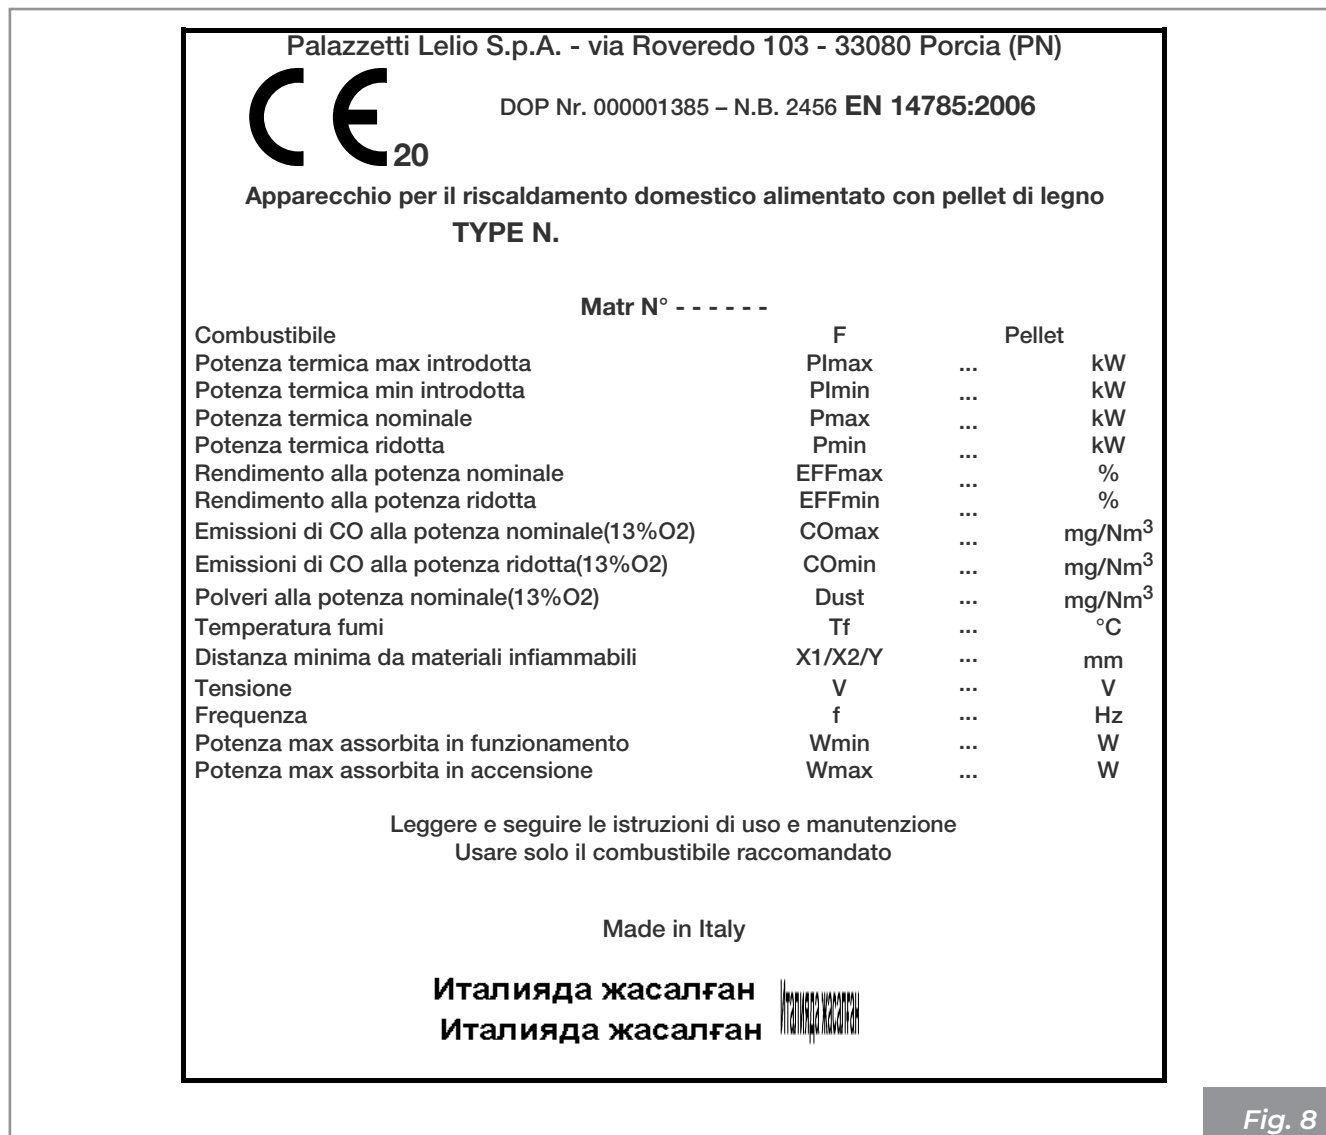 Palazzetti Lelio S.p.A. - via Roveredo 103 - 33080 Porcia (PN)
CE 20
DOP Nr. 000001385 – N.B. 2456 EN 14785:2006
Apparecchio per il riscaldamento domestico alimentato con pellet di legno
TYPE N.
Matr N° - - - - - -
Combustibile F Pellet
Potenza termica max introdotta PImax ... kW
Potenza termica min introdotta PImin ... kW
Potenza termica nominale Pmax ... kW
Potenza termica ridotta Pmin ... kW
Rendimento alla potenza nominale EFFmax ... %
Rendimento alla potenza ridotta EFFmin ... %
Emissioni di CO alla potenza nominale(13%O2) COmax ... mg/Nm³
Emissioni di CO alla potenza ridotta(13%O2) COmin ... mg/Nm³
Polveri alla potenza nominale(13%O2) Dust ... mg/Nm³
Temperatura fumi Tf ... °C
Distanza minima da materiali infiammabili X1/X2/Y ... mm
Tensione V ... V
Frequenza f ... Hz
Potenza max assorbita in funzionamento Wmin ... W
Potenza max assorbita in accensione Wmax ... W
Leggere e seguire le istruzioni di uso e manutenzione
Usare solo il combustibile raccomandato
Made in Italy
Италияда жасалған
Италияда жасалған
Италияда жасалған
Fig. 8